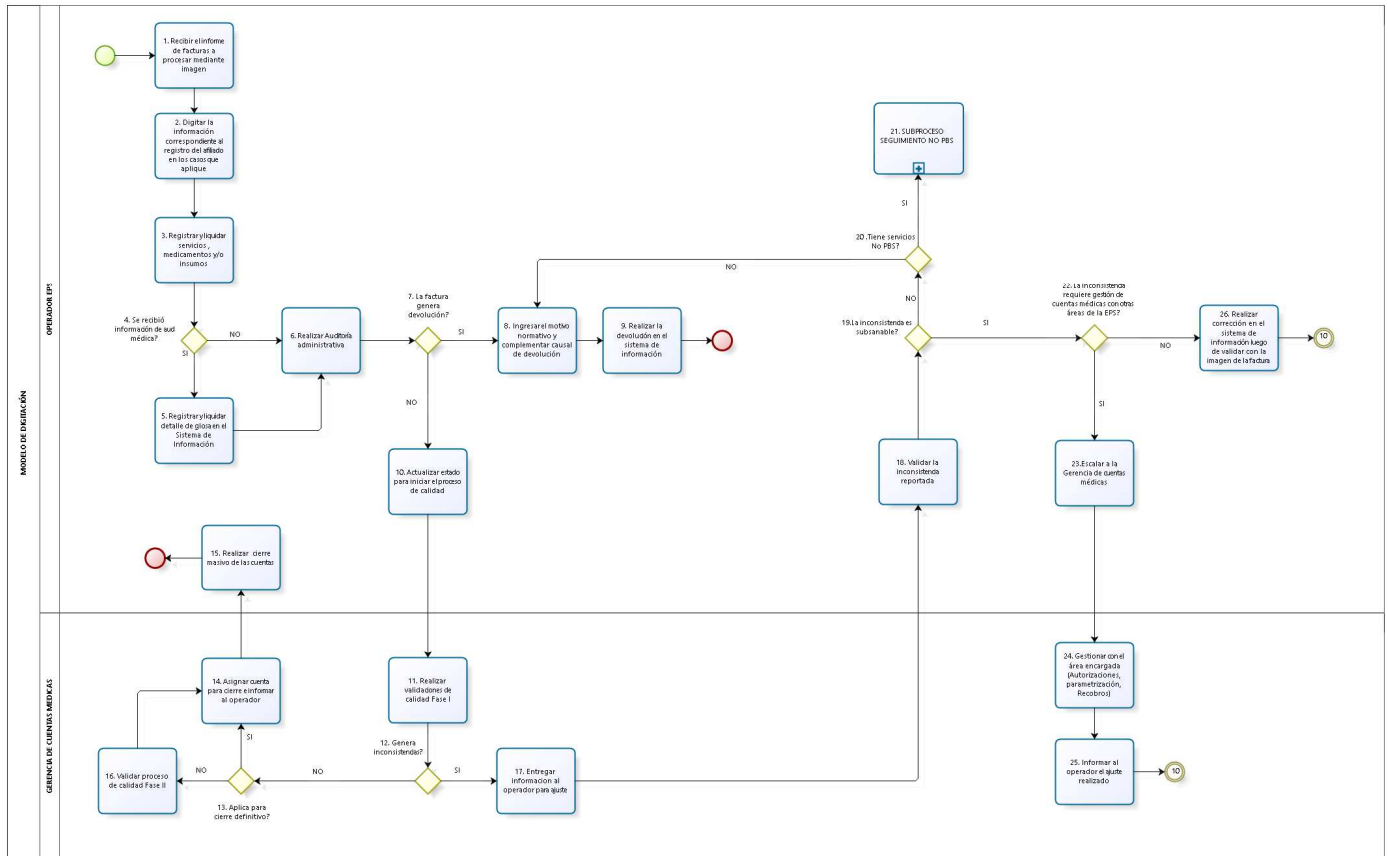 MODELO DE DIGITACIÓN
OPERADOR EPS
1. Recibir el informe
de facturas a
procesar mediante
imagen
2. Digitar la
información
correspondiente al
registro del afiliado
en los casos que
aplique
3. Registrar y liquidar
servicios ,
medicamentos y/o
insumos
4. Se recibió
información de aud
médica?
NO
SI
5. Registrar y liquidar
detalle de glosa en el
Sistema de
Información
6. Realizar Auditoría
administrativa
7. La factura
genera
devolución?
SI
NO
8. Ingresar el motivo
normativo y
complementar causal
de devolución
9. Realizar la
devolución en el
sistema de
información
10. Actualizar estado
para iniciar el proceso
de calidad
15. Realizar cierre
masivo de las cuentas
21. SUBPROCESO
SEGUIMIENTO NO PBS
SI
20 .Tiene servicios
No PBS?
NO
NO
19.La inconsistencia es
subsanable?
SI
18. Validar la
inconsistencia
reportada
22. La inconsistencia
requiere gestión de
cuentas médicas con otras
áreas de la EPS?
NO
SI
26. Realizar
corrección en el
sistema de
información luego
de validar con la
imagen de la factura
10
23.Escalar a la
Gerencia de cuentas
médicas
GERENCIA DE CUENTAS MEDICAS
14. Asignar cuenta
para cierre e informar
al operador
SI
16. Validar proceso
de calidad Fase II
NO
13. Aplica para
cierre definitivo?
NO
11. Realizar
validaciones de
calidad Fase I
12. Genera
inconsistencias?
SI
17. Entregar
informacion al
operador para ajuste
24. Gestionar con el
área encargada
(Autorizaciones,
parametrización,
Recobros)
25. Informar al
operador el ajuste
realizado
10